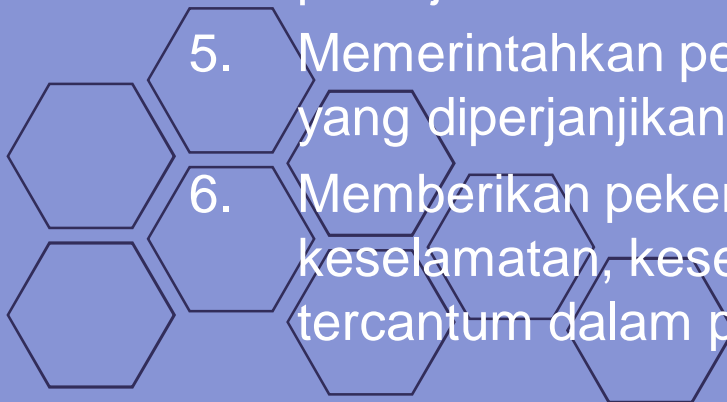 5. Memerintahkan pe
yang diperjanjikan
6. Memberikan peker
keselamatan, kese
tercantum dalam p